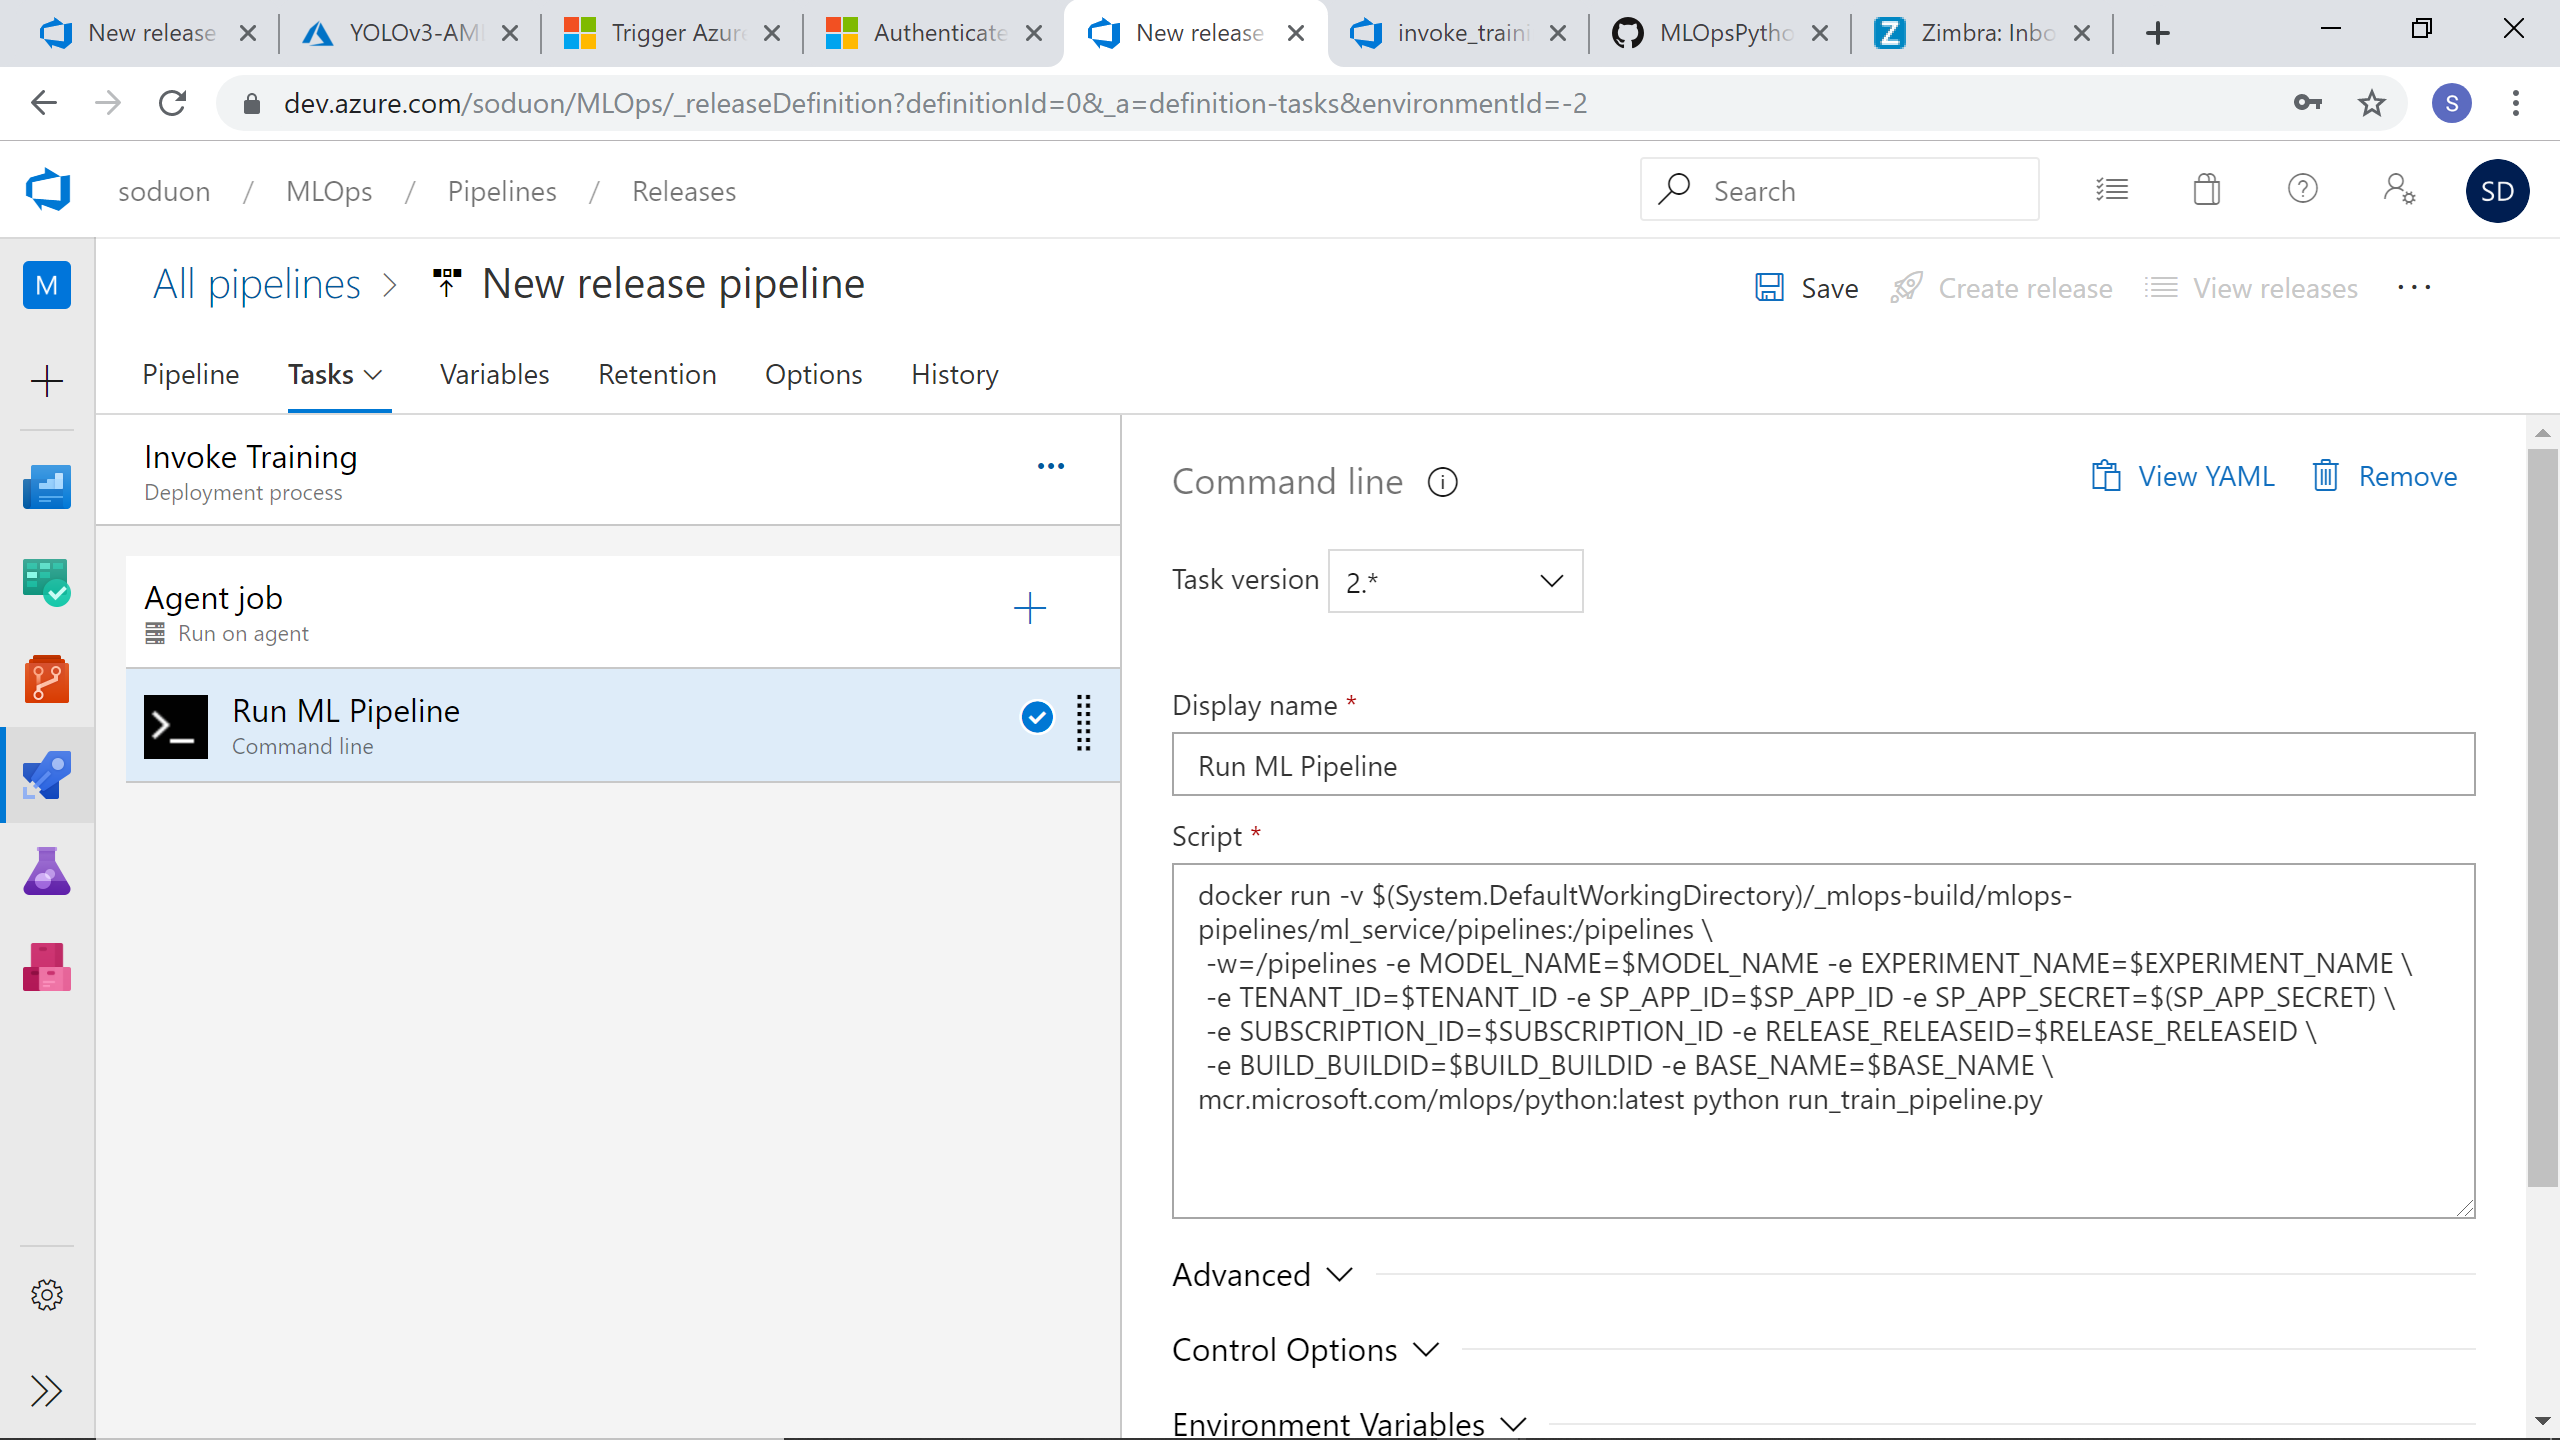 New release
YOLOv3-AM
Trigger Azur
Authenticate
New release
invoke_traini
MLOpsPytho
Z
Zimbra: Inbo
dev.azure.com/soduon/MLOps/_releaseDefinition?definitionId=0&_a=definition-tasks&environmentId=-2
S
soduon / MLOps / Pipelines / Releases
Search
SD
M
All pipelines > New release pipeline
Save
Create release
View releases
...
Pipeline
Tasks
Variables
Retention
Options
History
Invoke Training
Deployment process
...
Agent job
Run on agent
Run ML Pipeline
Command line
Command line
View YAML
Remove
Task version
2.*
Display name *
Run ML Pipeline
Script *
docker run -v $(System.DefaultWorkingDirectory)/_mlops-build/mlops-
pipelines/ml_service/pipelines:/pipelines \
-w=/pipelines -e MODEL_NAME=$MODEL_NAME -e EXPERIMENT_NAME=$EXPERIMENT_NAME \
-e TENANT_ID=$TENANT_ID -e SP_APP_ID=$SP_APP_ID -e SP_APP_SECRET=$(SP_APP_SECRET) \
-e SUBSCRIPTION_ID=$SUBSCRIPTION_ID -e RELEASE_RELEASEID=$RELEASE_RELEASEID \
-e BUILD_BUILDID=$BUILD_BUILDID -e BASE_NAME=$BASE_NAME \
mcr.microsoft.com/mlops/python:latest python run_train_pipeline.py
Advanced
Control Options
Environment Variables